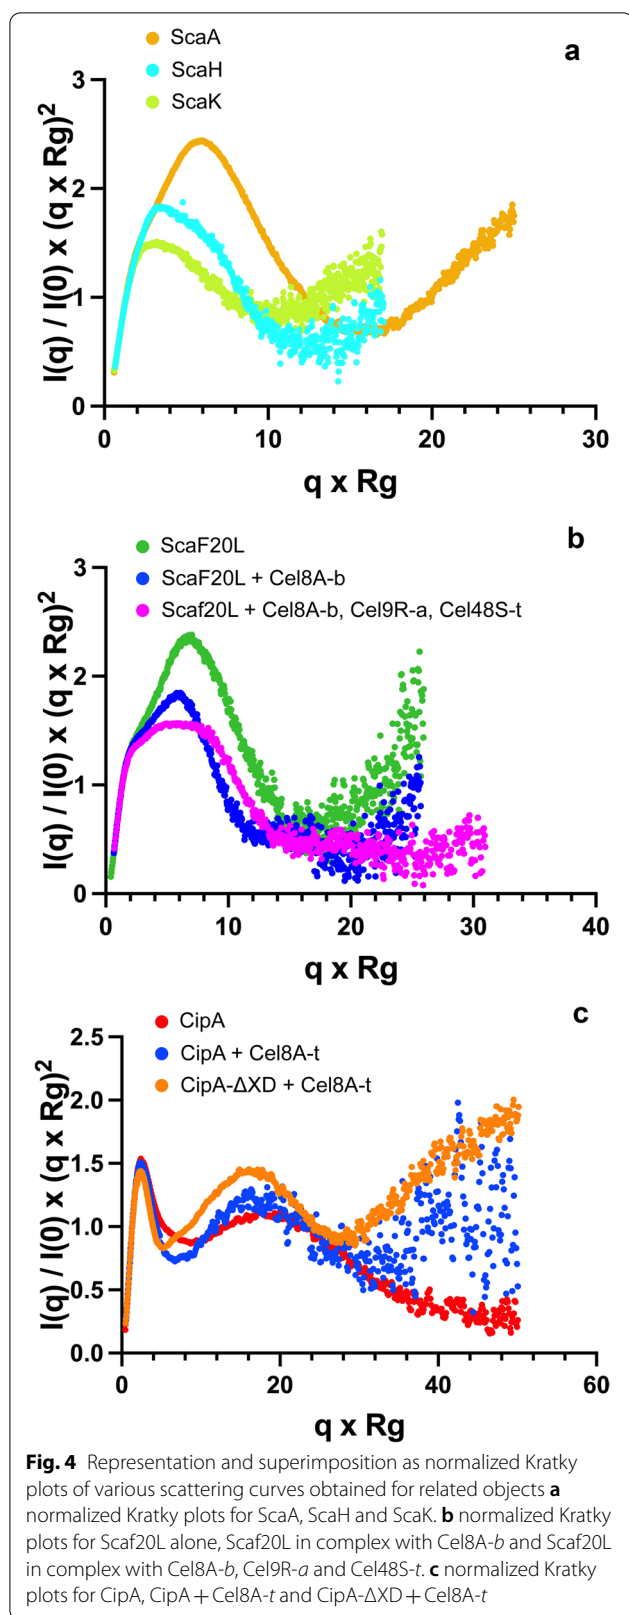 ScaA
a
ScaH
ScaK
3
2
1
0
I(q) / I(0) x (q x Rg)²
0 10 20 30
q x Rg
ScaF20L
b
ScaF20L + Cel8A-b
Scaf20L + Cel8A-b, Cel9R-a, Cel48S-t
3
2
1
0
I(q) / I(0) x (q x Rg)²
0 10 20 30 40
q x Rg
CipA
c
CipA + Cel8A-t
CipA-ΔXD + Cel8A-t
2.5
2.0
1.5
1.0
0.5
0.0
I(q) / I(0) x (q x Rg)²
0 20 40 60
q x Rg
Fig. 4 Representation and superimposition as normalized Kratky
plots of various scattering curves obtained for related objects a
normalized Kratky plots for ScaA, ScaH and ScaK. b normalized Kratky
plots for Scaf20L alone, Scaf20L in complex with Cel8A-b and Scaf20L
in complex with Cel8A-b, Cel9R-a and Cel48S-t. c normalized Kratky
plots for CipA, CipA + Cel8A-t and CipA-ΔXD + Cel8A-t